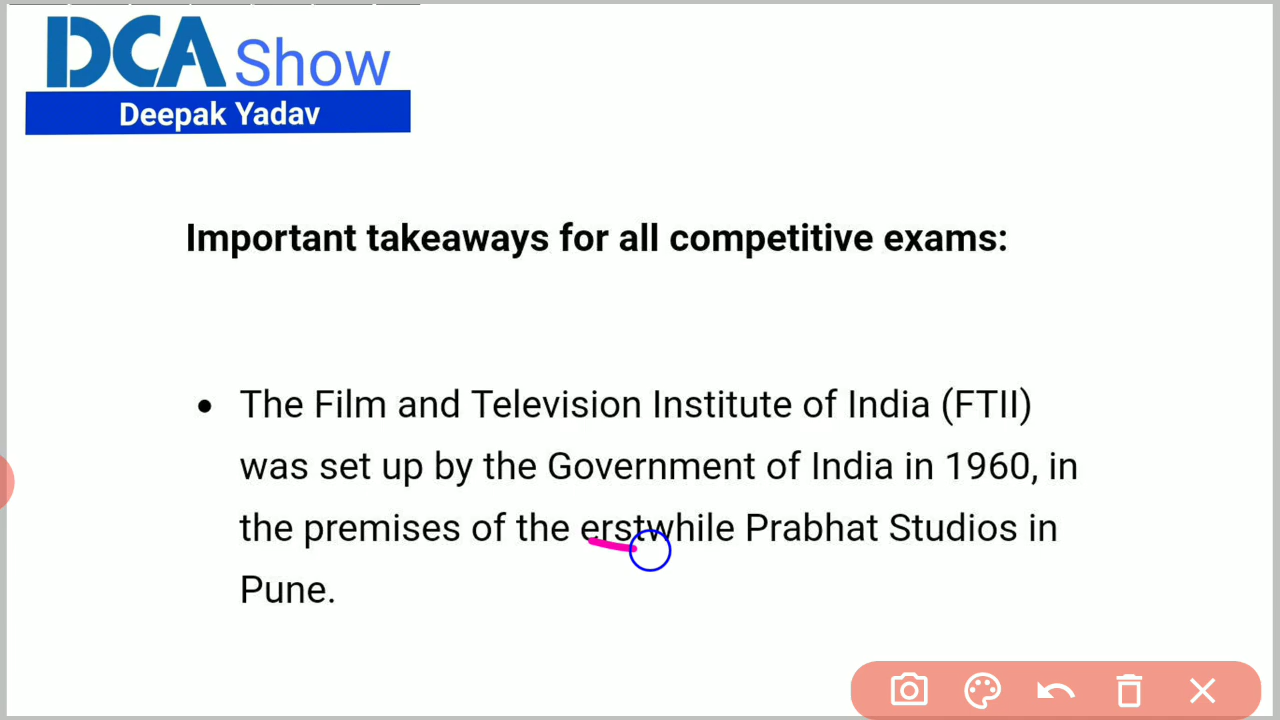 DCA Show
Deepak Yadav
Important takeaways for all competitive exams:
• The Film and Television Institute of India (FTII)
was set up by the Government of India in 1960, in
the premises of the erstwhile Prabhat Studios in
Pune.